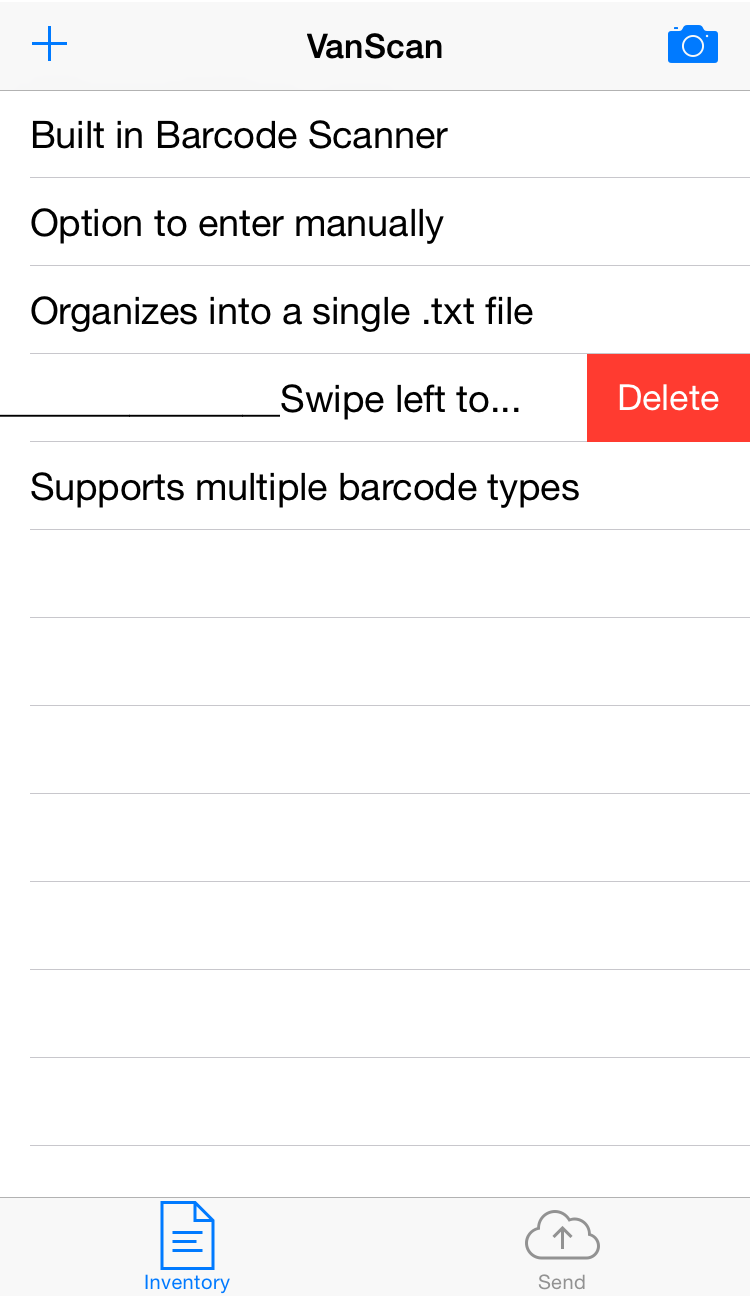 VanScan
Built in Barcode Scanner
Option to enter manually
Organizes into a single .txt file
_______________Swipe left to... Delete
Supports multiple barcode types
Inventory Send